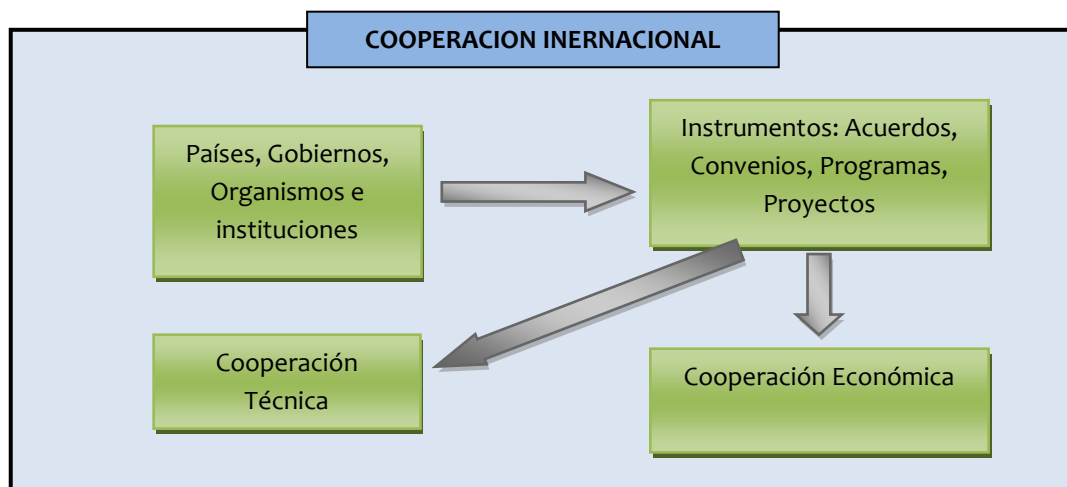 COOPERACION INERNACIONAL
Países, Gobiernos,
Organismos e
instituciones
Instrumentos: Acuerdos,
Convenios, Programas,
Proyectos
Cooperación
Técnica
Cooperación Económica